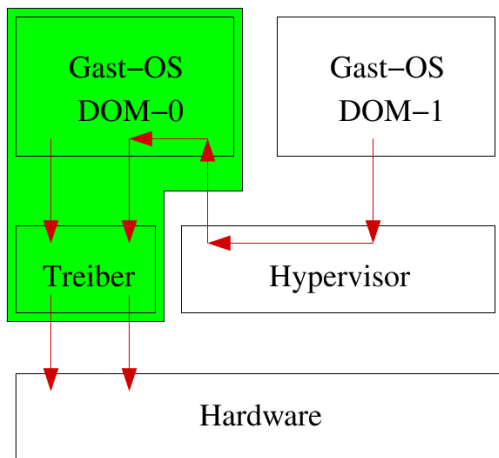 Gast–OS
DOM–0
Gast–OS
DOM–1
Treiber
Hypervisor
Hardware